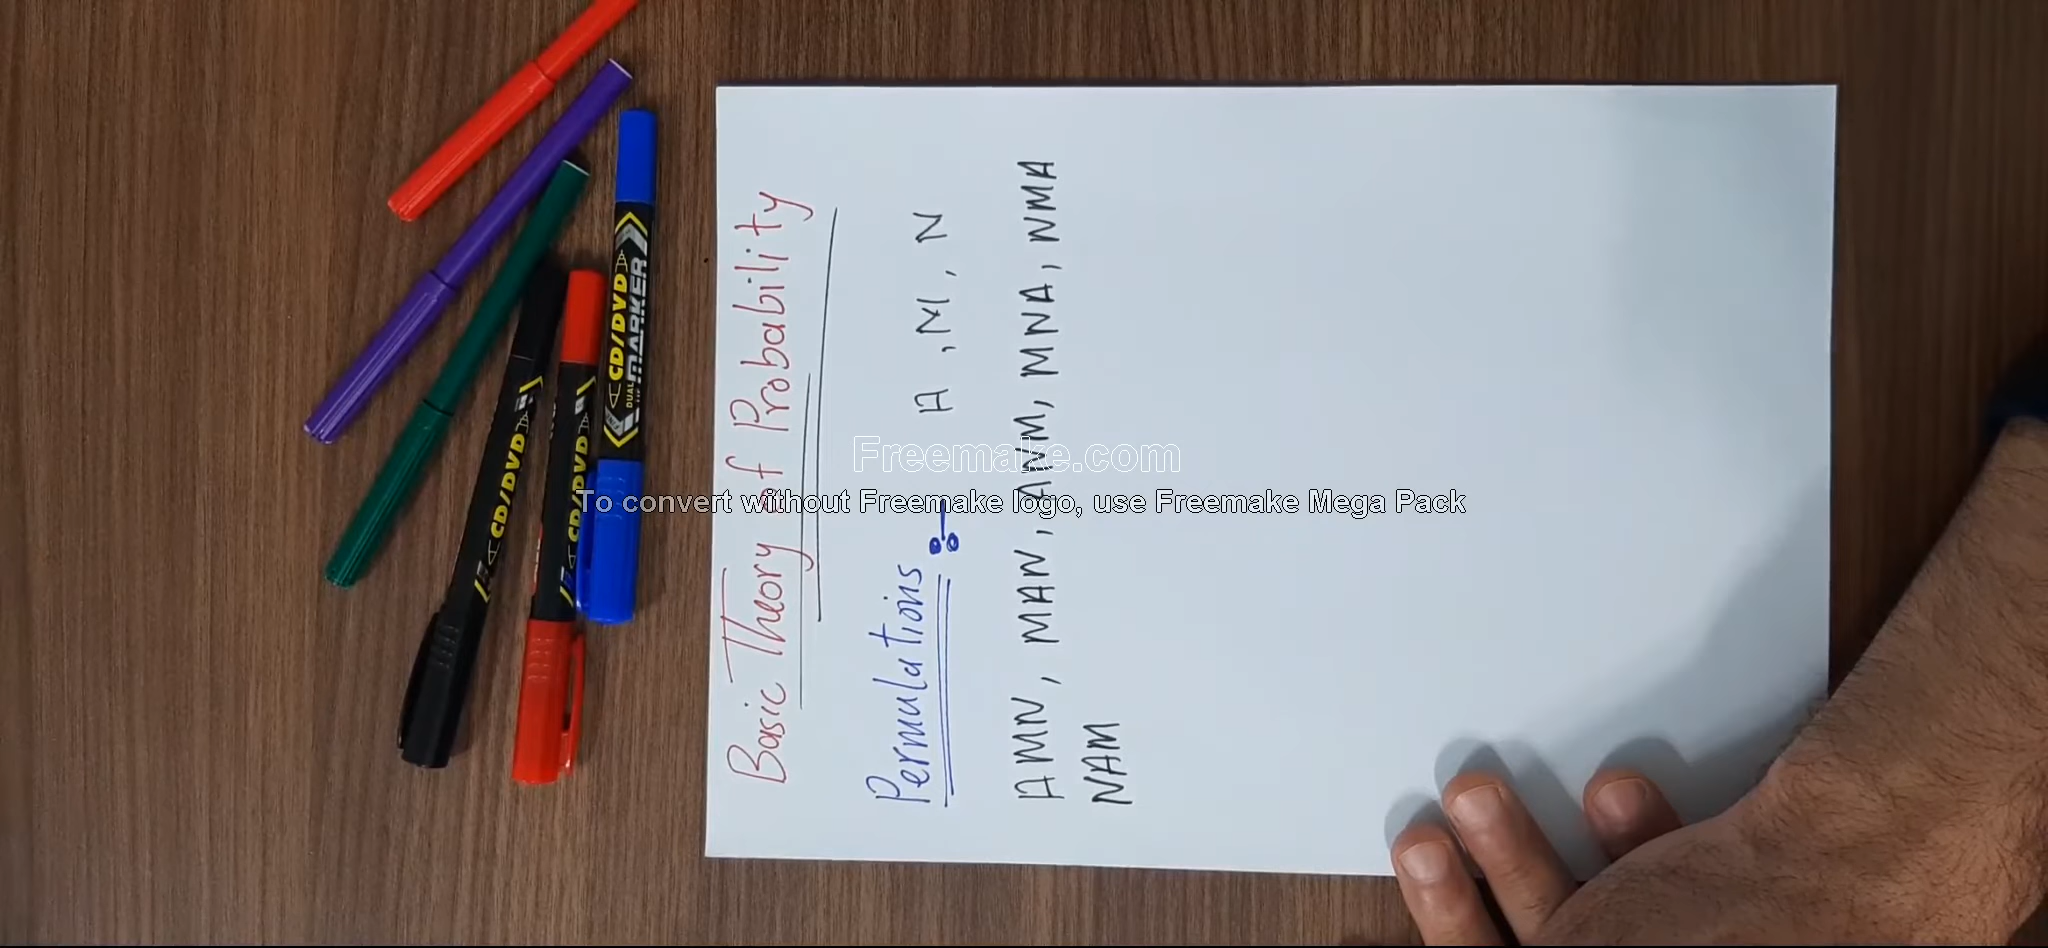 Basic Theory of Probability
Permulations :- A , M , N
AMN , MAN , ANM , MNA , NMA
NAM
CD/DVD
CD/DVD
CD/DVD
DUAL MARKER
Freemake.com
To convert without Freemake logo, use Freemake Mega Pack